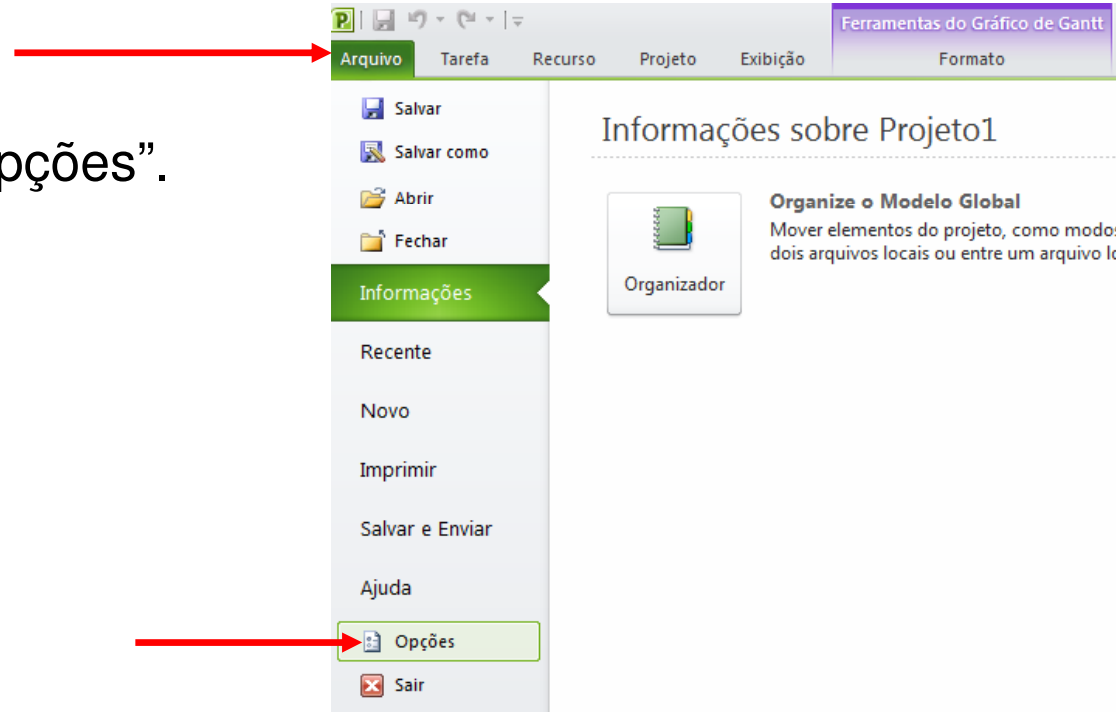 Ferramentas do Gráfico de Gantt
Arquivo Tarefa Recurso Projeto Exibição Formato
pções”.
Salvar
Salvar como
Abrir
Fechar
Informações
Recente
Novo
Imprimir
Salvar e Enviar
Ajuda
Opções
Sair
Informações sobre Projeto1
Organizador
Organize o Modelo Global
Mover elementos do projeto, como modos
dois arquivos locais ou entre um arquivo lo